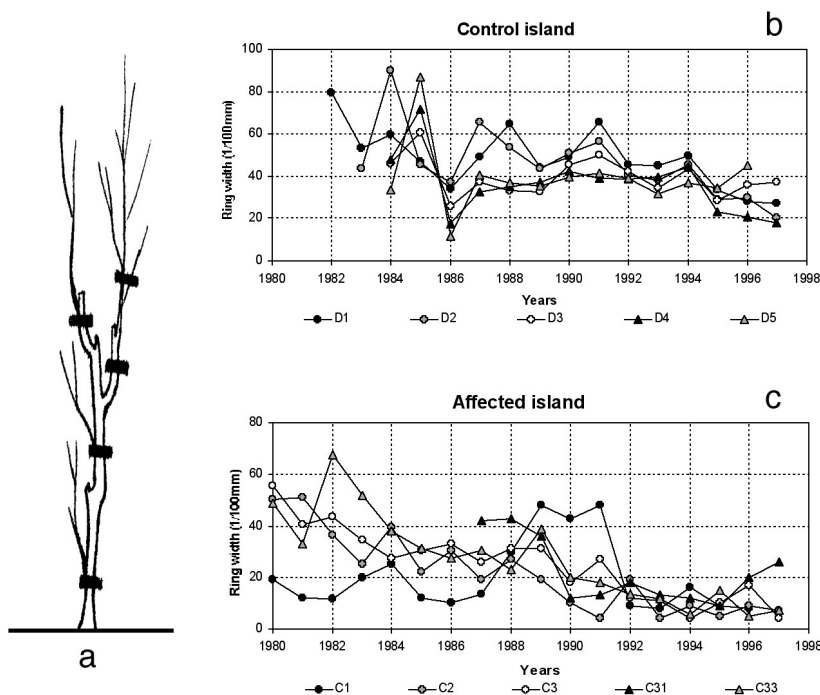 a
Control island
b
Ring width (1/100mm)
100
80
60
40
20
0
1980 1982 1984 1986 1988 1990 1992 1994 1996 1998
Years
D1 D2 D3 D4 D5
Affected island
c
Ring width (1/100mm)
80
60
40
20
0
1980 1982 1984 1986 1988 1990 1992 1994 1996 1998
Years
C1 C2 C3 C31 C33